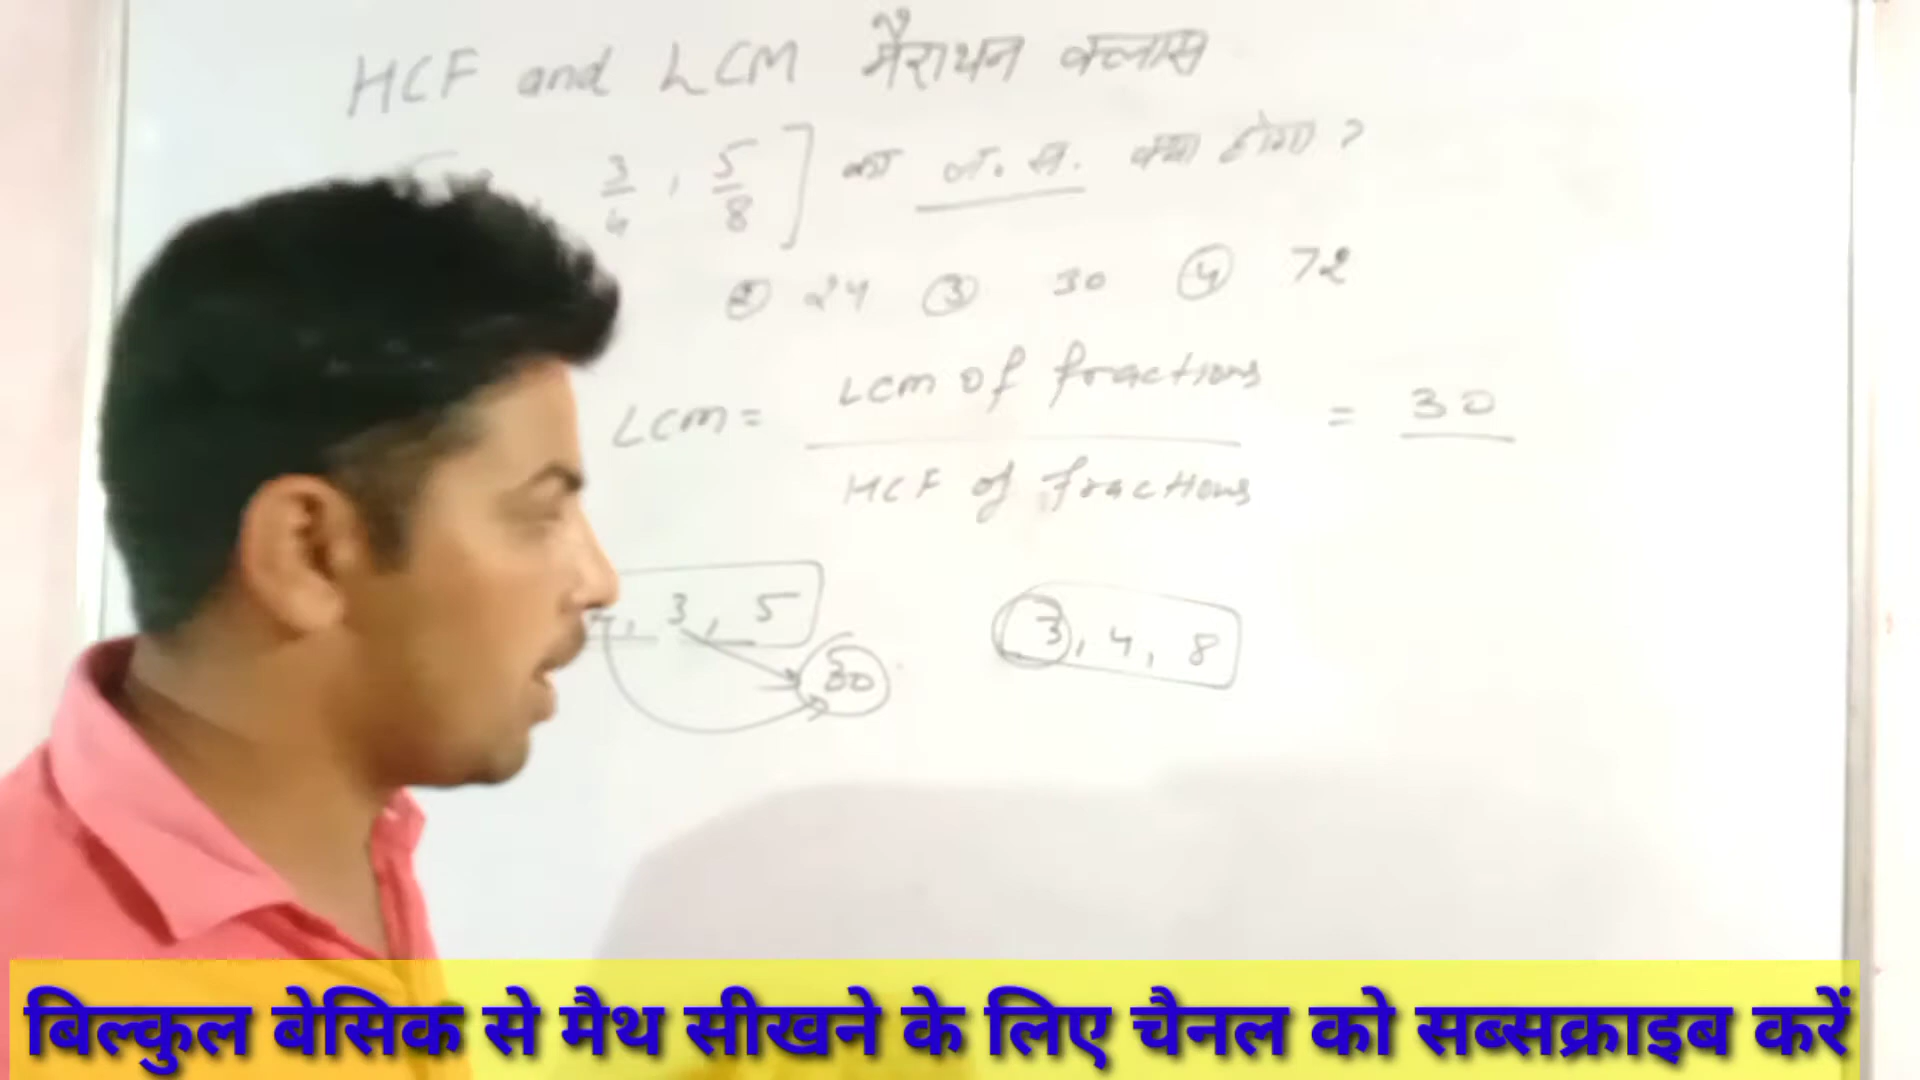 HCF and LCM मैराथन क्लास
3/4 , 5/8 ] का ल. स. क्या होगा ?
② 24 ③ 30 ④ 72
LCM = LCM of fractions / HCF of fractions = 30
, 3, 5
30
3, 4, 8
बिल्कुल बेसिक से मैथ सीखने के लिए चैनल को सब्सक्राइब करें